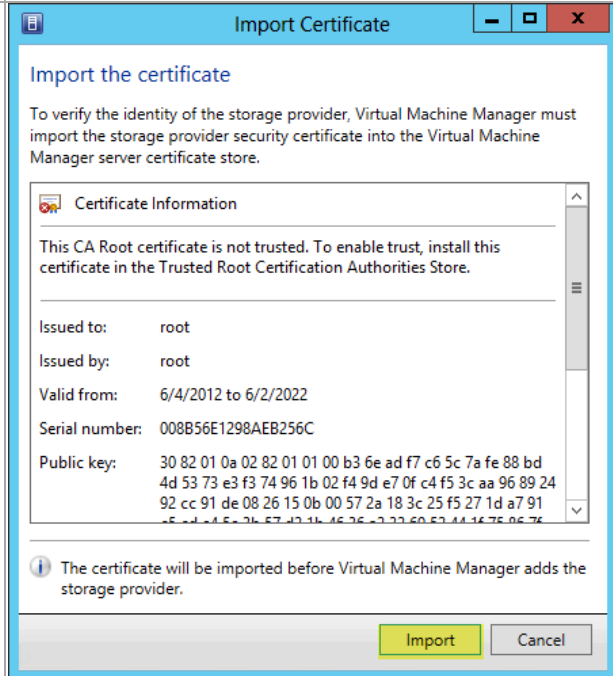 Import Certificate
Import the certificate
To verify the identity of the storage provider, Virtual Machine Manager must
import the storage provider security certificate into the Virtual Machine
Manager server certificate store.
Certificate Information
This CA Root certificate is not trusted. To enable trust, install this
certificate in the Trusted Root Certification Authorities Store.
Issued to: root
Issued by: root
Valid from: 6/4/2012 to 6/2/2022
Serial number: 008B56E1298AEB256C
Public key: 30 82 01 0a 02 82 01 01 00 b3 6e ad f7 c6 5c 7a fe 88 bd
4d 53 73 e3 f3 74 96 1b 02 f4 9d e7 0f c4 f5 3c aa 96 89 24
92 cc 91 de 08 26 15 0b 00 57 2a 18 3c 25 f5 27 1d a7 91
The certificate will be imported before Virtual Machine Manager adds the
storage provider.
Import Cancel